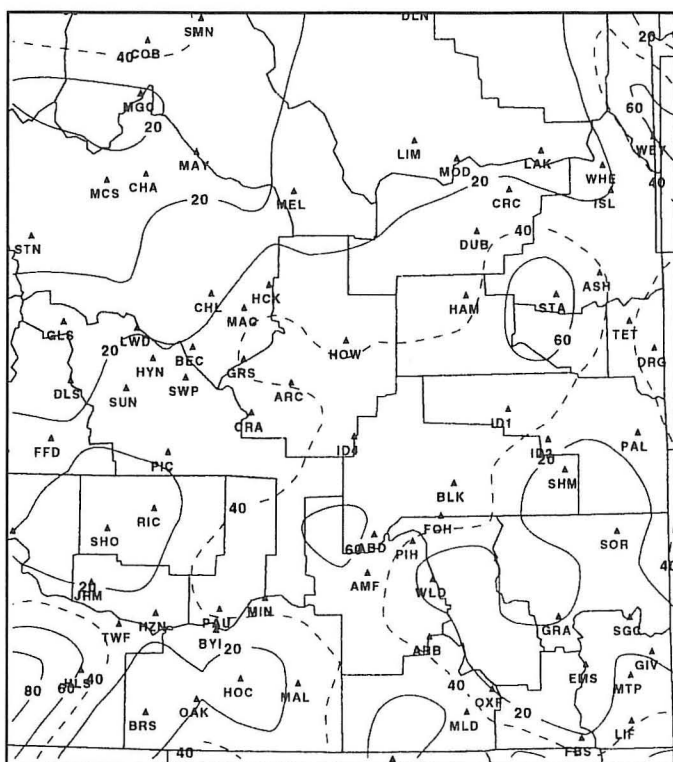 SMN
DLN
20
40
COB
60
MGC
20
WEY
MAY
LIM
MOD
LAK
WHE
40
MCS
CHA
20
MEL
20
CRC
ISL
STN
DUB
40
ASH
CHL
HCK
HAM
STA
MAC
GLS
LWD
TET
20
BEC
HOW
60
DRG
HYN
GRS
DLS
SUN
SWP
ARC
CRA
ID1
FFD
ID4
ID2
PAL
PIC
20
SHM
BLK
RIC
40
FOH
SHO
60
ABD
PIH
SOR
20
AMF
40
JHM
WLD
MIN
TWF
HZN
PAU
GRA
SGC
BYI
20
ABB
GIV
80
60
HLS
40
EMS
HOC
MAL
40
OXF
MTP
BRS
OAK
MLD
20
LIF
40
FBS